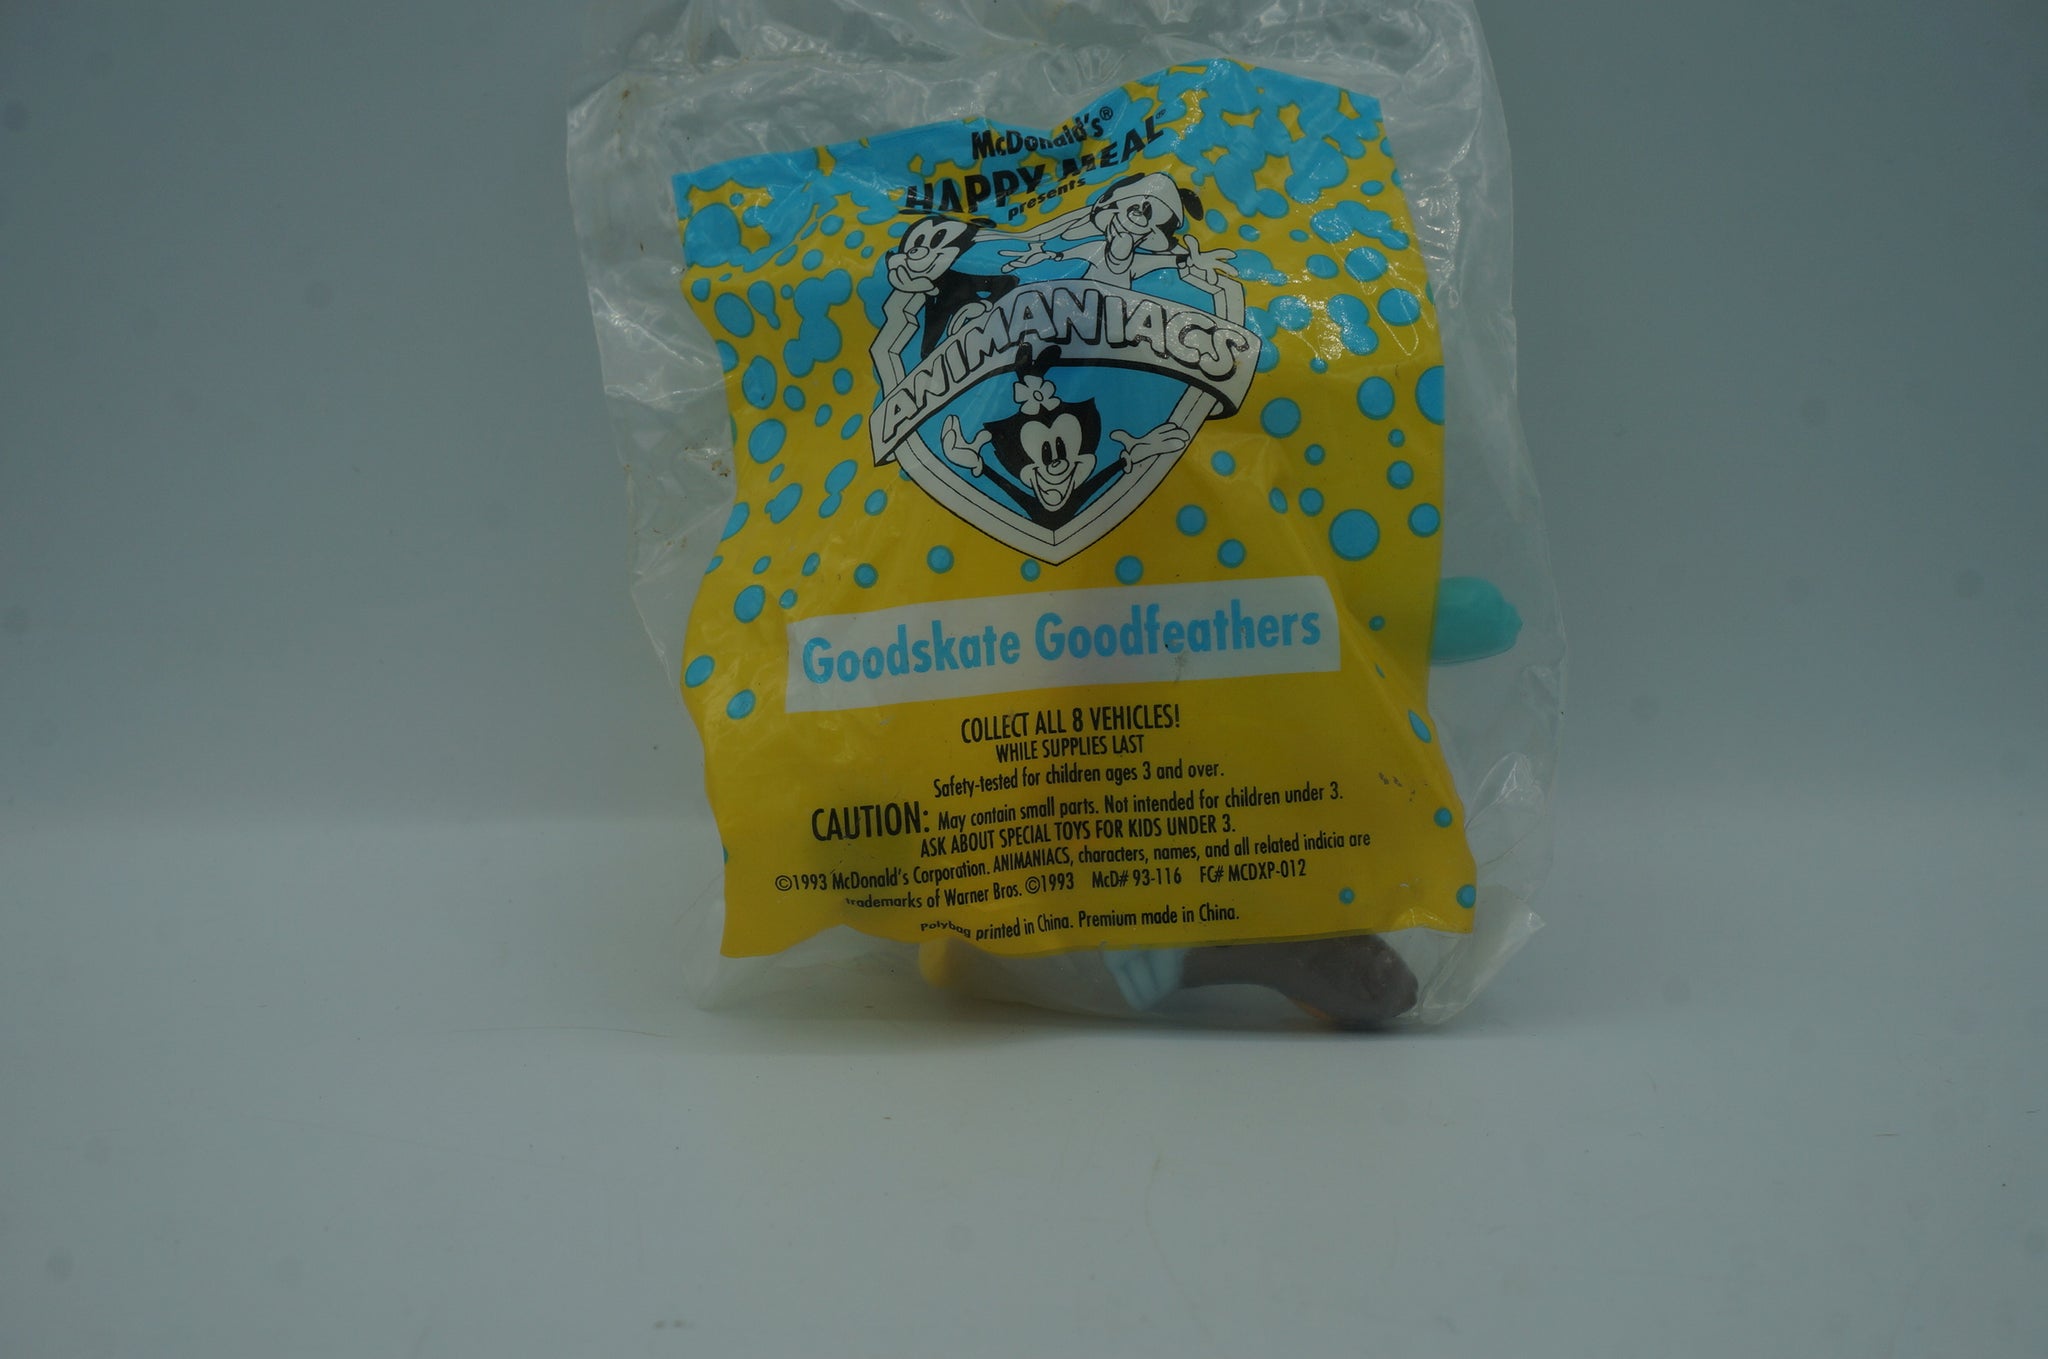 McDonald's®
HAPPY MEAL
presents
ANIMANIACS
Goodskate Goodfeathers
COLLECT ALL 8 VEHICLES!
WHILE SUPPLIES LAST
Safety-tested for children ages 3 and over.
CAUTION: May contain small parts. Not intended for children under 3.
ASK ABOUT SPECIAL TOYS FOR KIDS UNDER 3.
©1993 McDonald's Corporation. ANIMANIACS, characters, names, and all related indicia are
trademarks of Warner Bros. ©1993 McD# 93-116 FC# MCDXP-012
Polybag printed in China. Premium made in China.